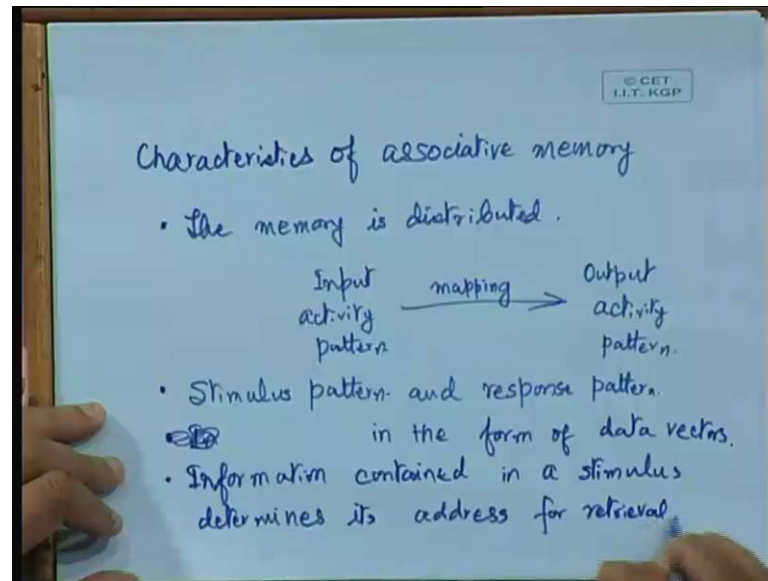 © CET
I.I.T. KGP
Characteristics of associative memory
• The memory is distributed.
Input activity pattern mapping Output activity pattern.
• Stimulus pattern and response pattern
in the form of data vectors.
• Information contained in a stimulus
determines its address for retrieval